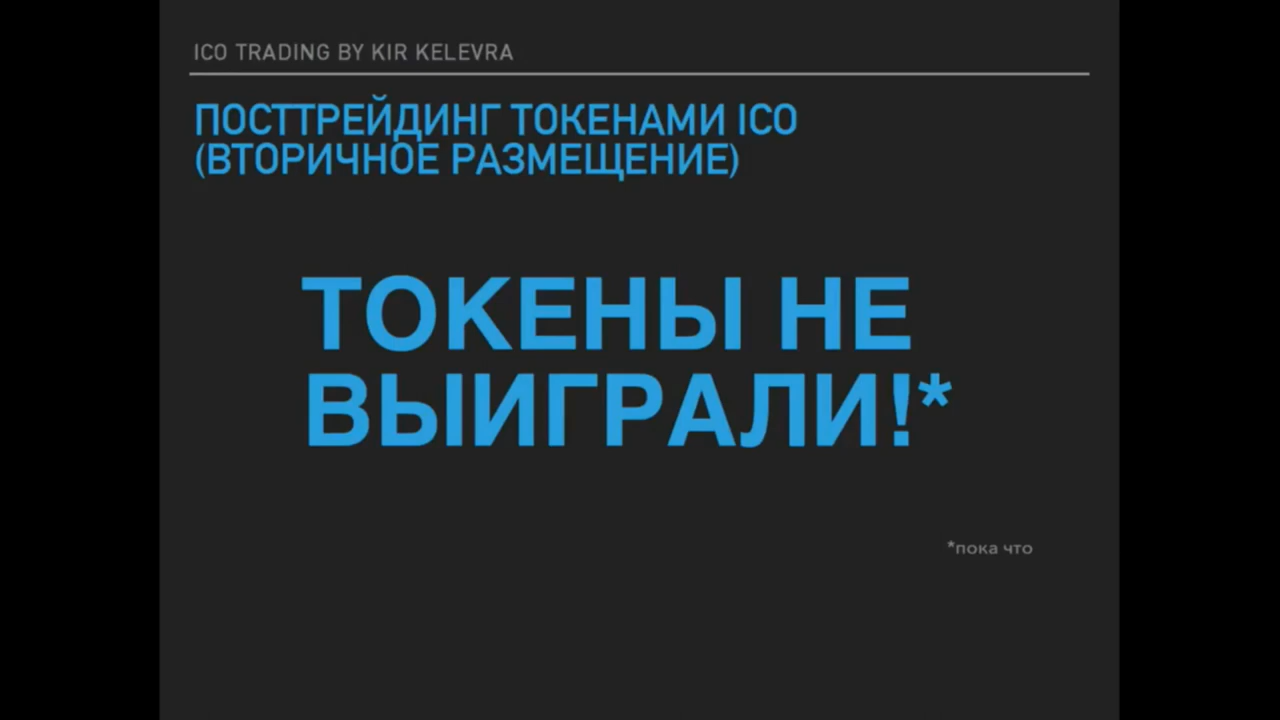 ICO TRADING BY KIR KELEVRA
ПОСТТРЕЙДИНГ ТОКЕНАМИ ICO
(ВТОРИЧНОЕ РАЗМЕЩЕНИЕ)
ТОКЕНЫ НЕ
ВЫИГРАЛИ!*
*пока что